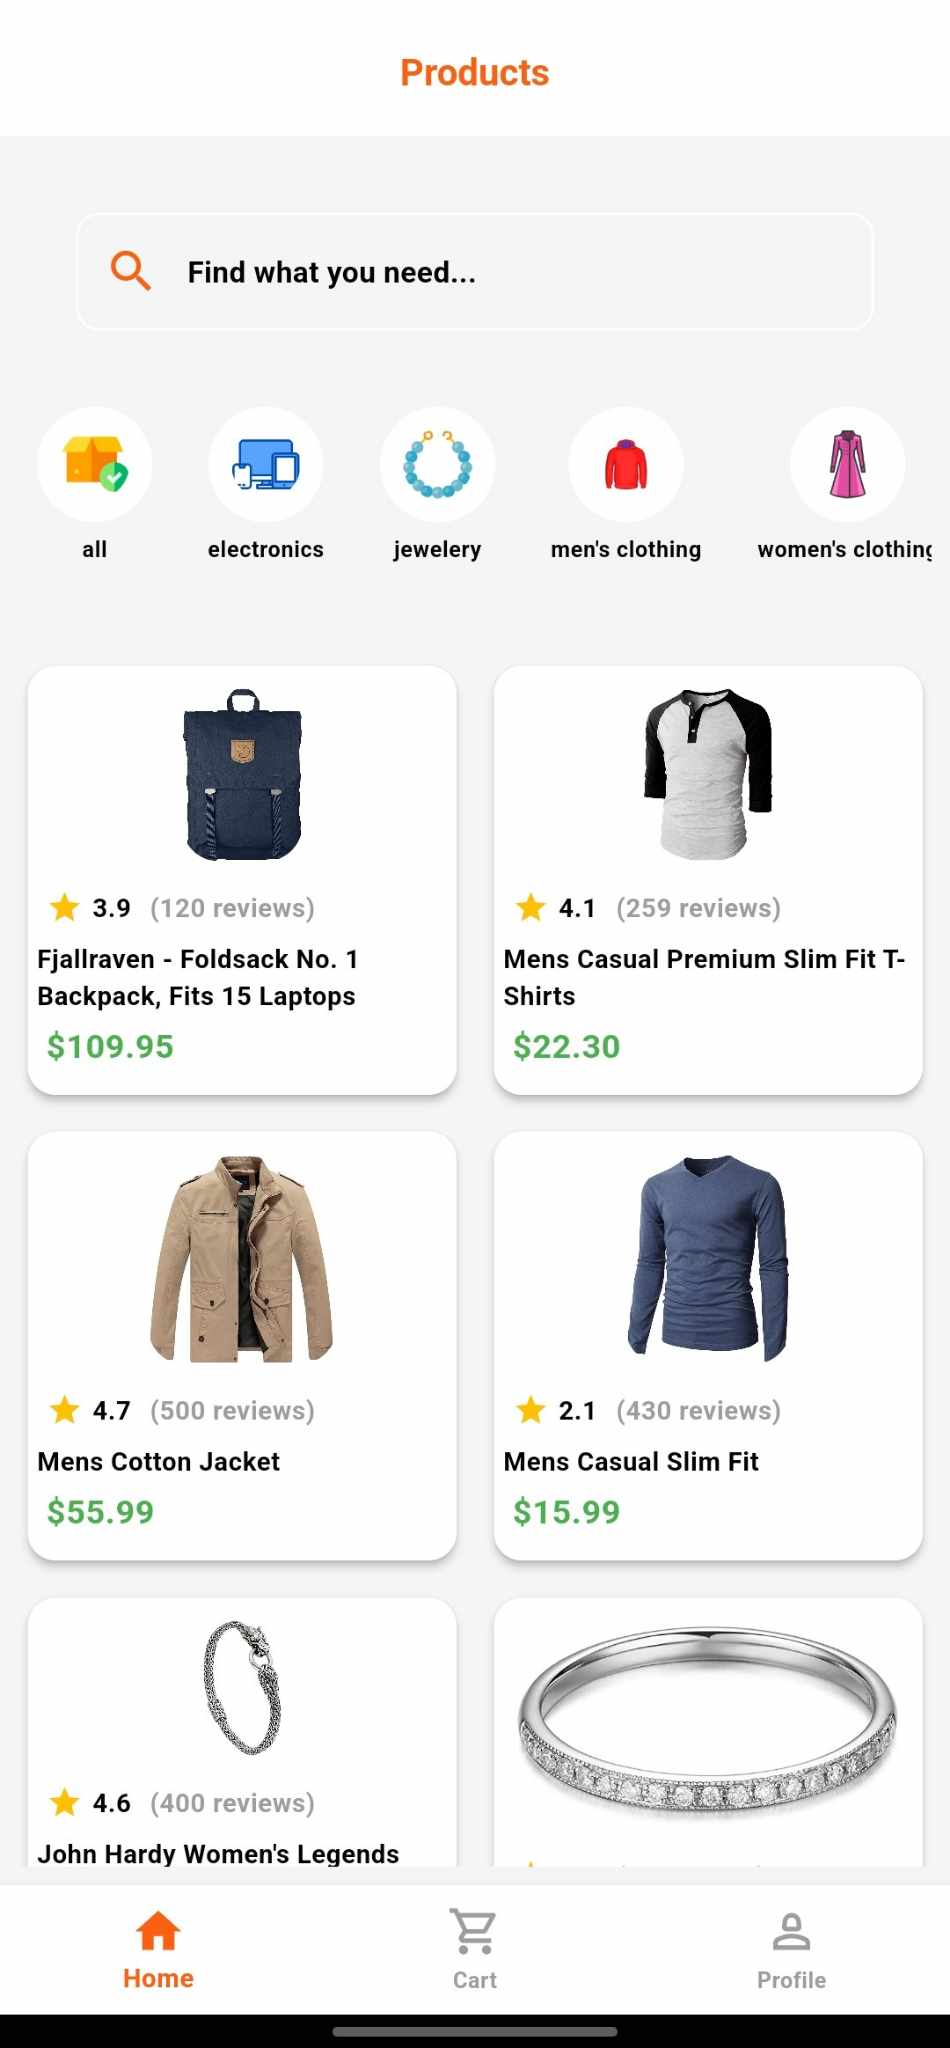 Products
Find what you need...
all
electronics
jewelery
men's clothing
women's clothing
3.9 (120 reviews)
Fjallraven - Foldsack No. 1
Backpack, Fits 15 Laptops
$109.95
4.1 (259 reviews)
Mens Casual Premium Slim Fit T-
Shirts
$22.30
4.7 (500 reviews)
Mens Cotton Jacket
$55.99
2.1 (430 reviews)
Mens Casual Slim Fit
$15.99
4.6 (400 reviews)
John Hardy Women's Legends
Home
Cart
Profile